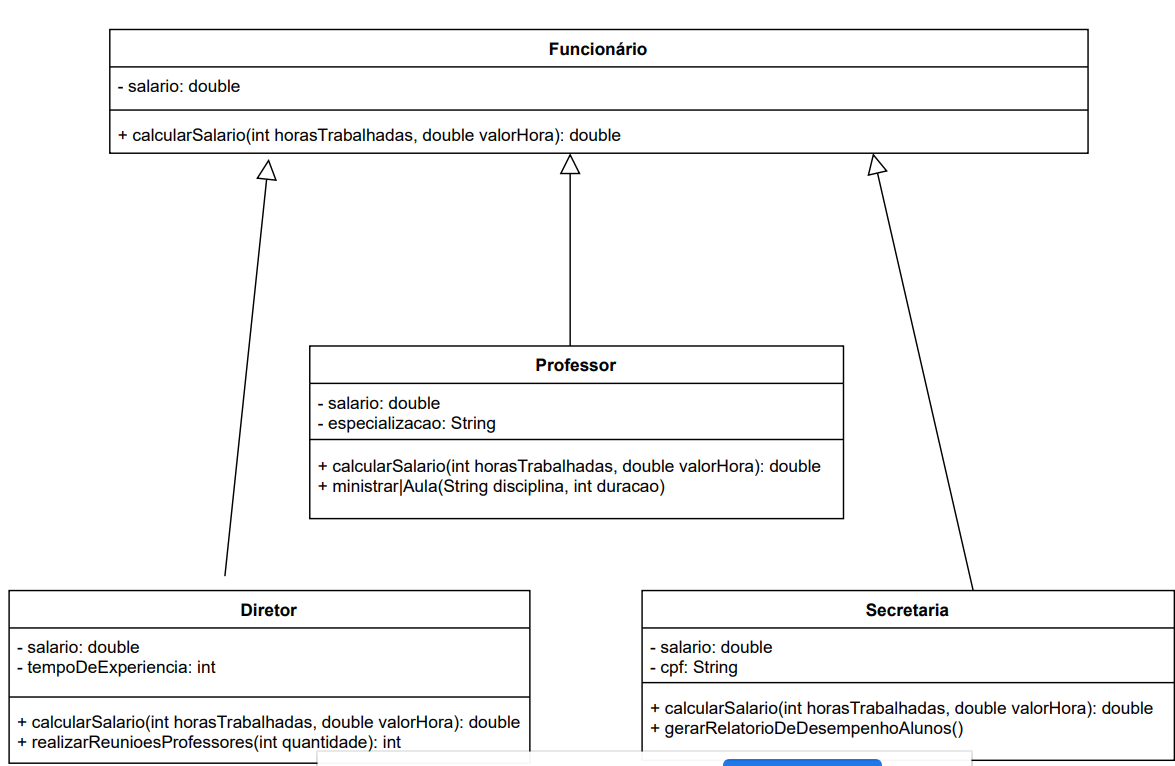 Funcionário
- salario: double
+ calcularSalario(int horasTrabalhadas, double valorHora): double
Professor
- salario: double
- especializacao: String
+ calcularSalario(int horasTrabalhadas, double valorHora): double
+ ministrar|Aula(String disciplina, int duracao)
Diretor
- salario: double
- tempoDeExperiencia: int
+ calcularSalario(int horasTrabalhadas, double valorHora): double
+ realizarReunioesProfessores(int quantidade): int
Secretaria
- salario: double
- cpf: String
+ calcularSalario(int horasTrabalhadas, double valorHora): double
+ gerarRelatorioDeDesempenhoAlunos()